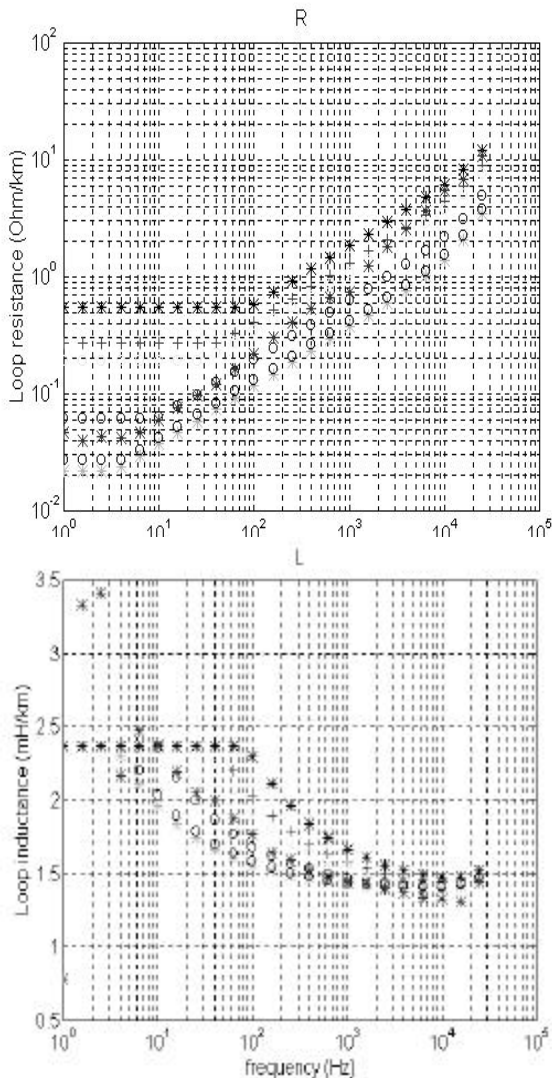 R
Loop resistance (Ohm/km)
10^2
10^1
10^0
10^-1
10^-2
10^0 10^1 10^2 10^3 10^4 10^5
L
Loop inductance (mH/km)
3.5
3
2.5
2
1.5
1
0.5
10^0 10^1 10^2 10^3 10^4 10^5
frequency (Hz)